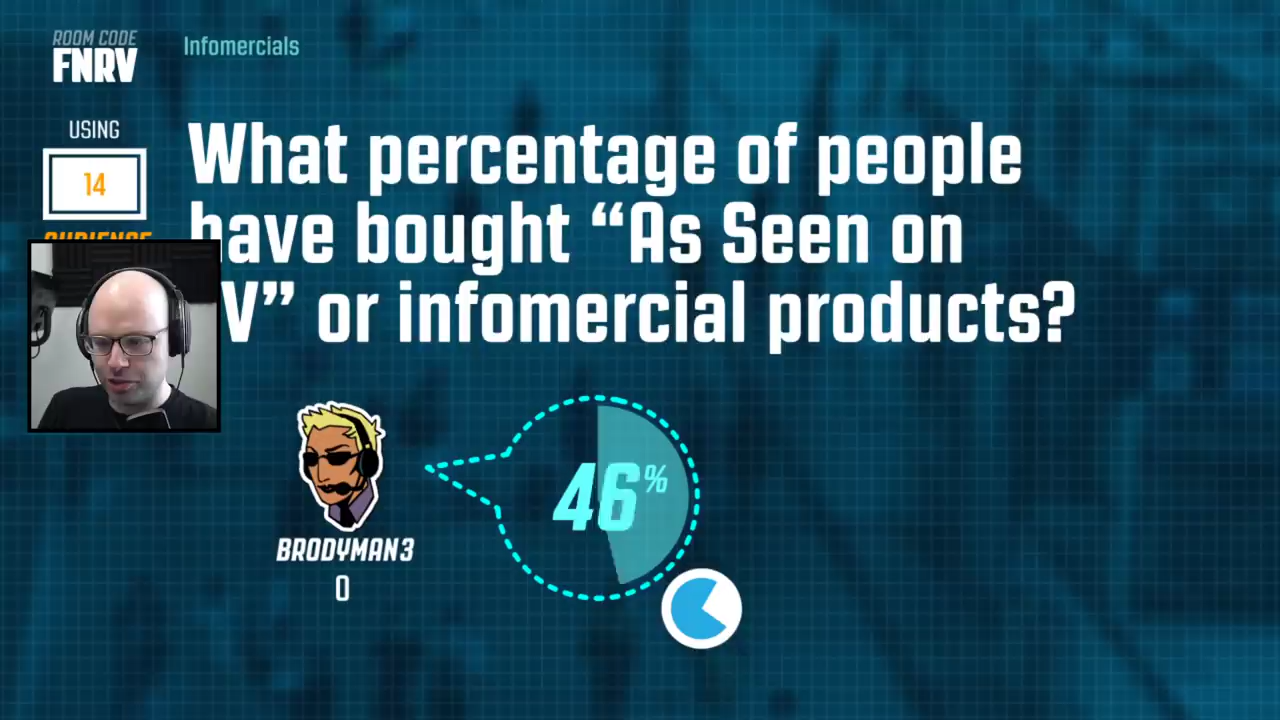 ROOM CODE
FNRV
Infomercials
USING
14
What percentage of people
have bought “As Seen on
V” or infomercial products?
46%
BRODYMAN3
0